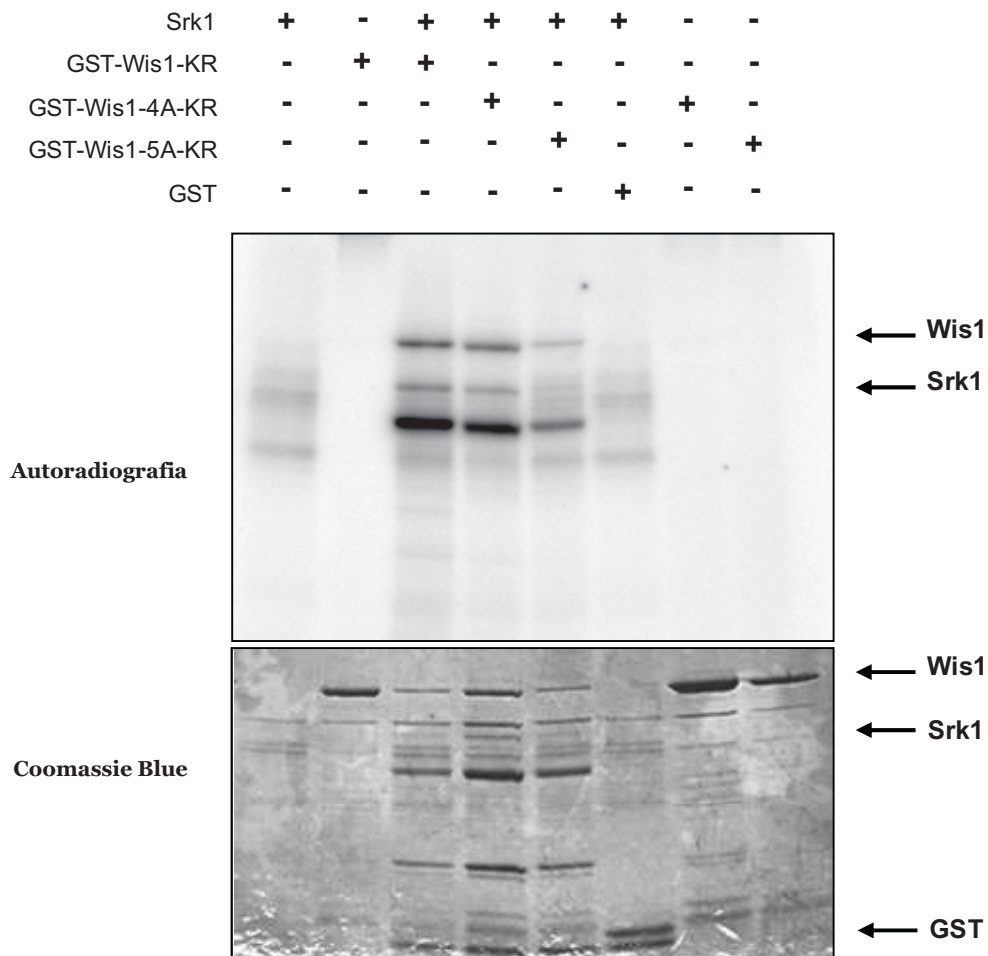 Srk1 + - + + + + - -
GST-Wis1-KR - + + - - - - -
GST-Wis1-4A-KR - - - + - - + -
GST-Wis1-5A-KR - - - - + - - +
GST - - - - - + - -
Wis1
Srk1
Autoradiografia
Wis1
Srk1
Coomassie Blue
GST